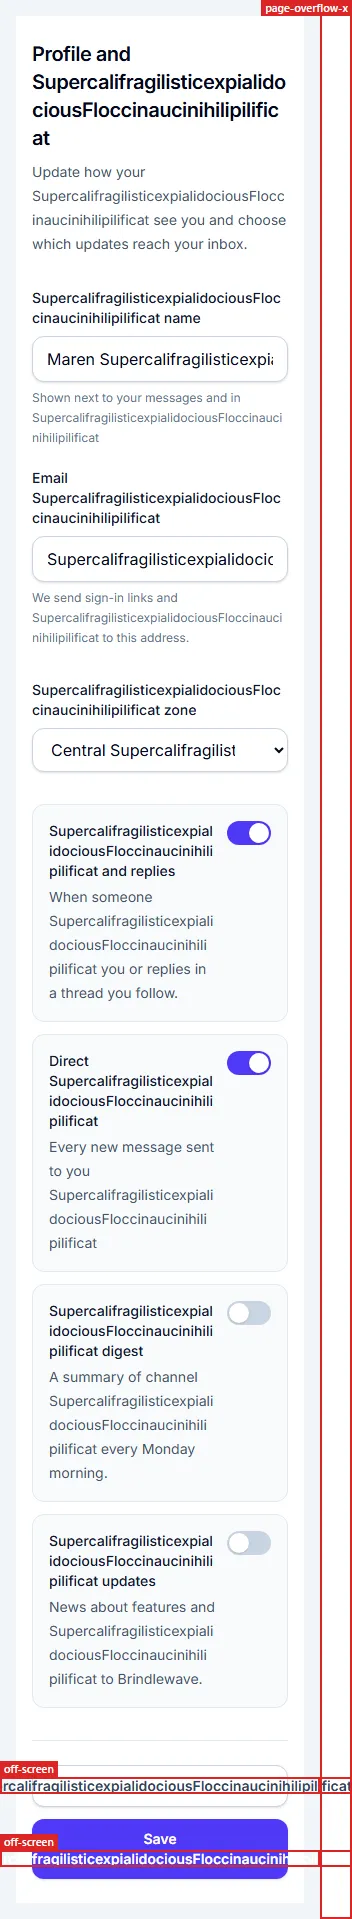 page-overflow-x
Profile and
Supercalifragilisticexpialido
ciousFloccinaucinihilipilific
at
Update how your
SupercalifragilisticexpialidociousFlocc
inaucinihilipilificat see you and choose
which updates reach your inbox.
SupercalifragilisticexpialidociousFloc
cinaucinihilipilificat name
Maren Supercalifragilisticexpia
Shown next to your messages and in
SupercalifragilisticexpialidociousFloccinauci
nihilipilificat
Email
SupercalifragilisticexpialidociousFloc
cinaucinihilipilificat
Supercalifragilisticexpialidocic
We send sign-in links and
SupercalifragilisticexpialidociousFloccinauci
nihilipilificat to this address.
SupercalifragilisticexpialidociousFloc
cinaucinihilipilificat zone
Central Supercalifragilist
Supercalifragilisticexpial
idociousFloccinaucinihili
pilificat and replies
When someone
Supercalifragilisticexpiali
dociousFloccinaucinihili
pilificat you or replies in
a thread you follow.
Direct
Supercalifragilisticexpial
idociousFloccinaucinihili
pilificat
Every new message sent
to you
Supercalifragilisticexpiali
dociousFloccinaucinihili
pilificat
Supercalifragilisticexpial
idociousFloccinaucinihili
pilificat digest
A summary of channel
Supercalifragilisticexpiali
dociousFloccinaucinihili
pilificat every Monday
morning.
Supercalifragilisticexpial
idociousFloccinaucinihili
pilificat updates
News about features and
Supercalifragilisticexpiali
dociousFloccinaucinihili
pilificat to Brindlewave.
off-screen
rcalifragilisticexpialidociousFloccinaucinihilipilificat
Save
off-screen
fragilisticexpialidociousFloccinaucinih